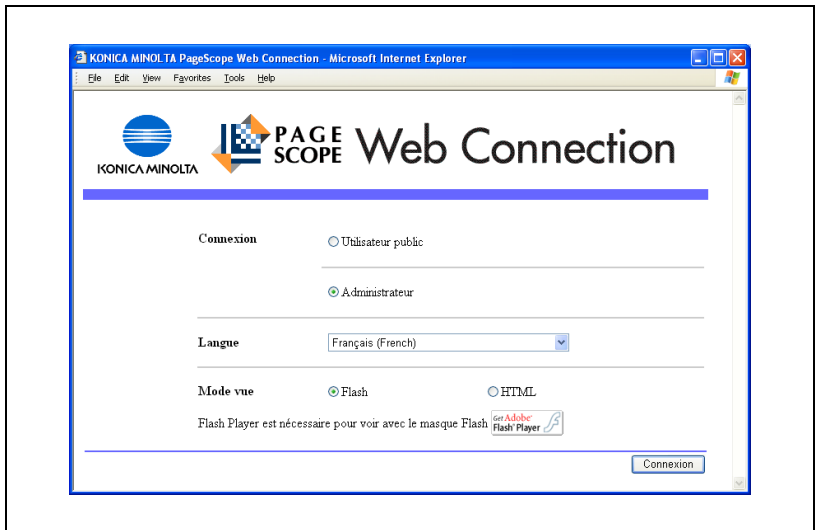 KONICA MINOLTA PageScope Web Connection - Microsoft Internet Explorer
File Edit View Favorites Tools Help
KONICA MINOLTA
PAGE SCOPE Web Connection
Connexion
Utilisateur public
Administrateur
Langue Français (French)
Mode vue Flash HTML
Flash Player est nécessaire pour voir avec le masque Flash Get Adobe Flash Player
Connexion